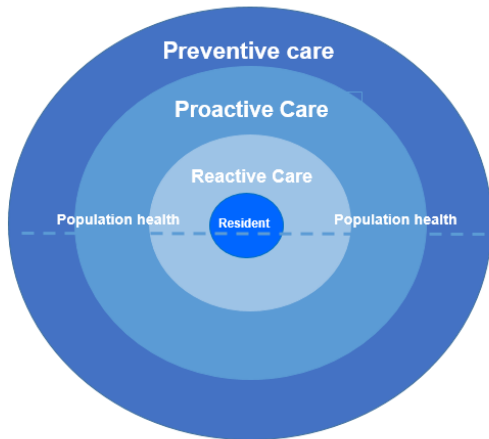 Preventive care
Proactive Care
Reactive Care
Population health
Resident
Population health